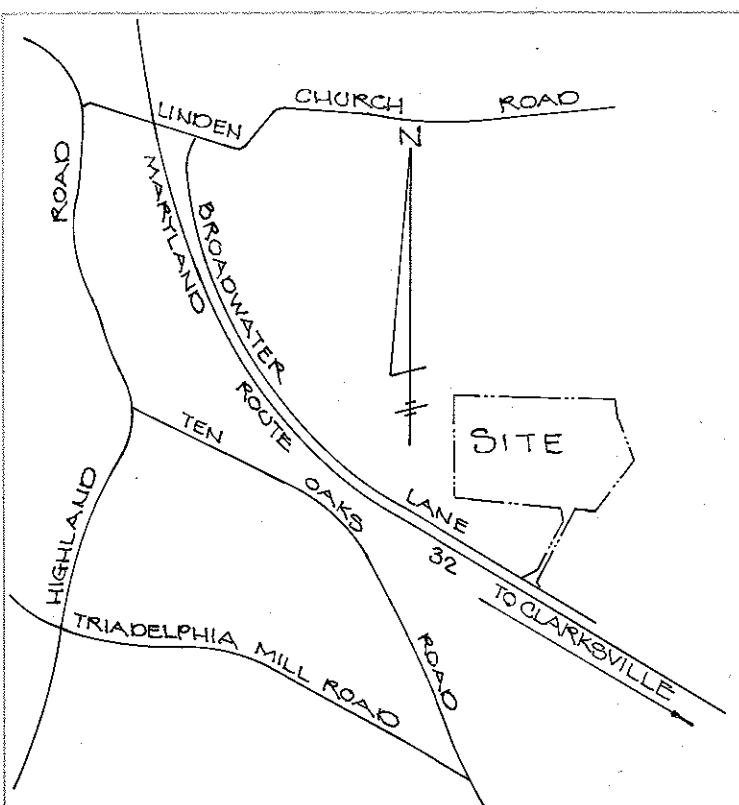 LINDEN CHURCH ROAD
N
ROAD
MARYLAND
BROADWATER
ROUTE
TEN
OAKS
SITE
LANE
32
HIGHLAND
TO CLARKSVILLE
TRIADELPHIA MILL ROAD
ROAD